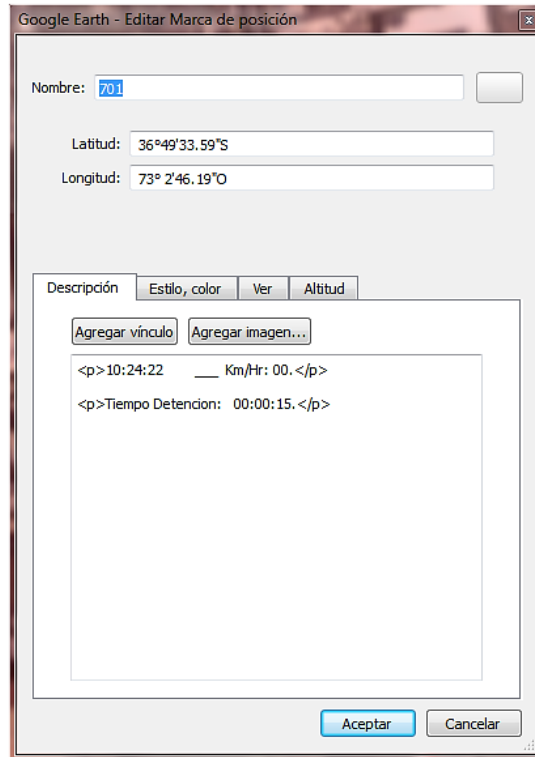 Google Earth - Editar Marca de posición
x
Nombre: 701
Latitud: 36°49'33.59"S
Longitud: 73° 2'46.19"O
Descripción Estilo, color Ver Altitud
Agregar vínculo Agregar imagen...
<p>10:24:22 ___ Km/Hr: 00.</p>
<p>Tiempo Detencion: 00:00:15.</p>
Aceptar Cancelar